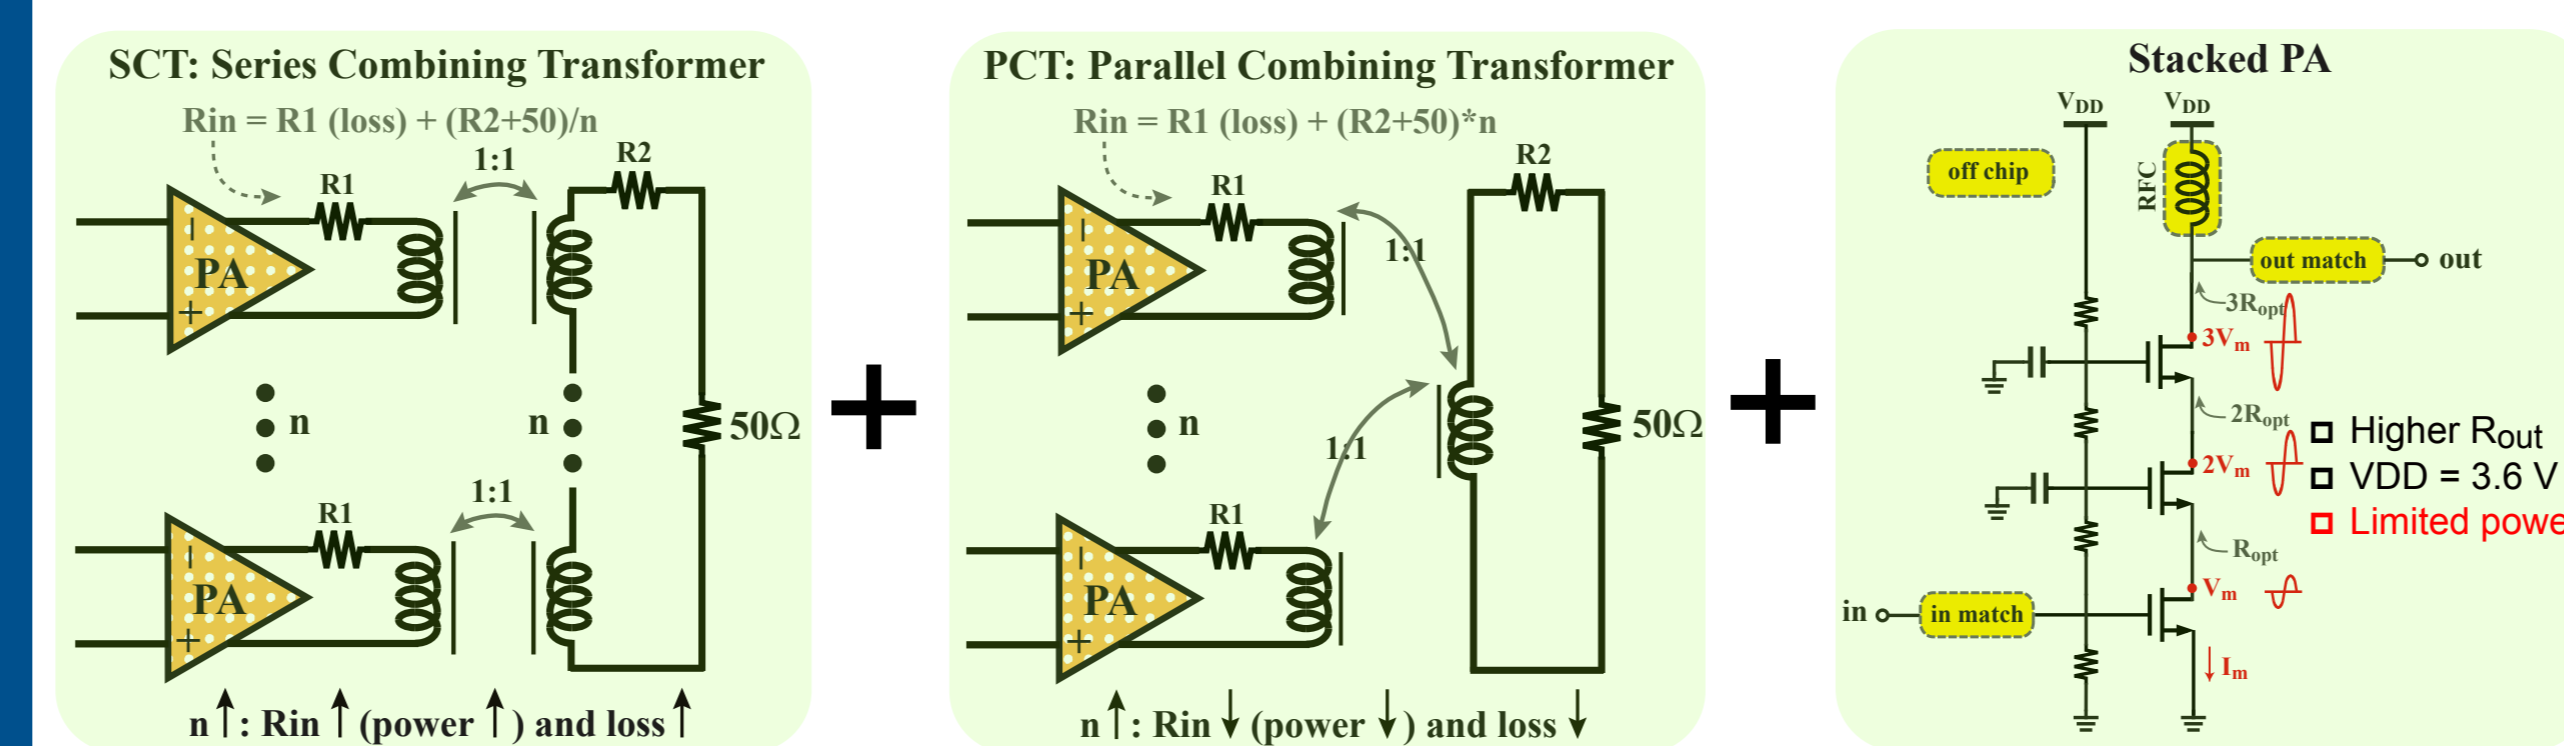 SCT: Series Combining Transformer
Rin = R1 (loss) + (R2+50)/n
1:1
R2
R1
PA
n
n
50Ω
1:1
R1
PA
n↑: Rin↑ (power↑) and loss↑
+
PCT: Parallel Combining Transformer
Rin = R1 (loss) + (R2+50)*n
R2
R1
1:1
PA
n
1:1
50Ω
R1
PA
n↑: Rin↓ (power↓) and loss↓
+
Stacked PA
VDD
VDD
off chip
RFC
out match
out
3Ropt
3Vm
2Ropt
2Vm
Ropt
Vm
in
in match
Im
Higher Rout
VDD = 3.6 V
Limited